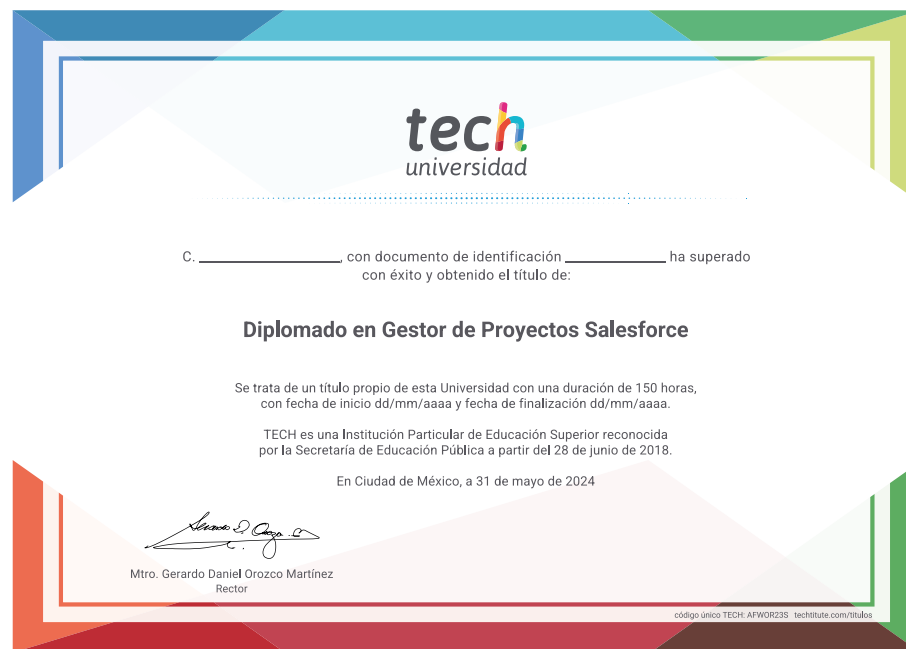 tech
universidad
C. ____________________, con documento de identificación ______________ ha superado
con éxito y obtenido el título de:
Diplomado en Gestor de Proyectos Salesforce
Se trata de un título propio de esta Universidad con una duración de 150 horas,
con fecha de inicio dd/mm/aaaa y fecha de finalización dd/mm/aaaa.
TECH es una Institución Particular de Educación Superior reconocida
por la Secretaría de Educación Pública a partir del 28 de junio de 2018.
En Ciudad de México, a 31 de mayo de 2024
Mtro. Gerardo Daniel Orozco Martínez
Rector
código único TECH: AFWOR23S techtitute.com/titulos